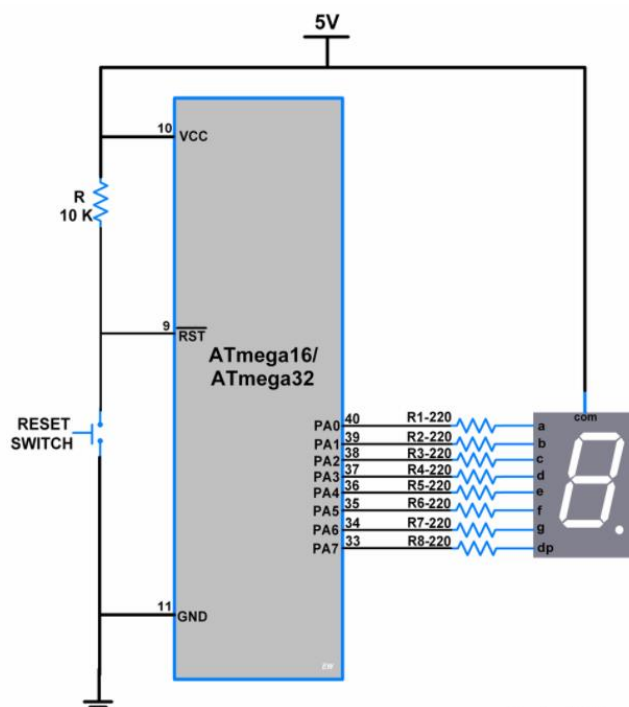 5V
10
VCC
R
10 K
9
RST
ATmega16/
ATmega32
RESET
SWITCH
com
PA0 40 R1-220 a
PA1 39 R2-220 b
PA2 38 R3-220 c
PA3 37 R4-220 d
PA4 36 R5-220 e
PA5 35 R6-220 f
PA6 34 R7-220 g
PA7 33 R8-220 dp
11
GND